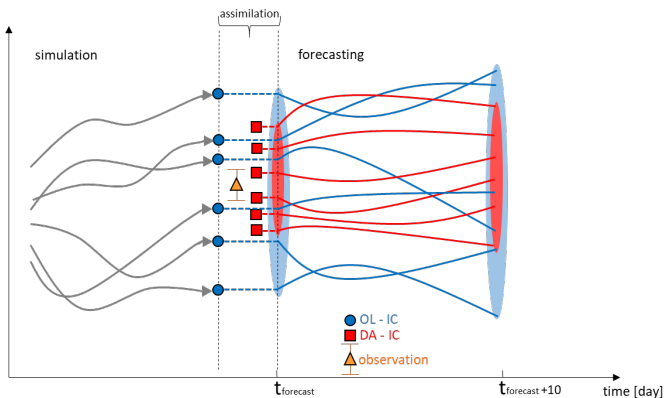 assimilation
simulation
forecasting
OL - IC
DA - IC
observation
tforecast
tforecast +10
time [day]